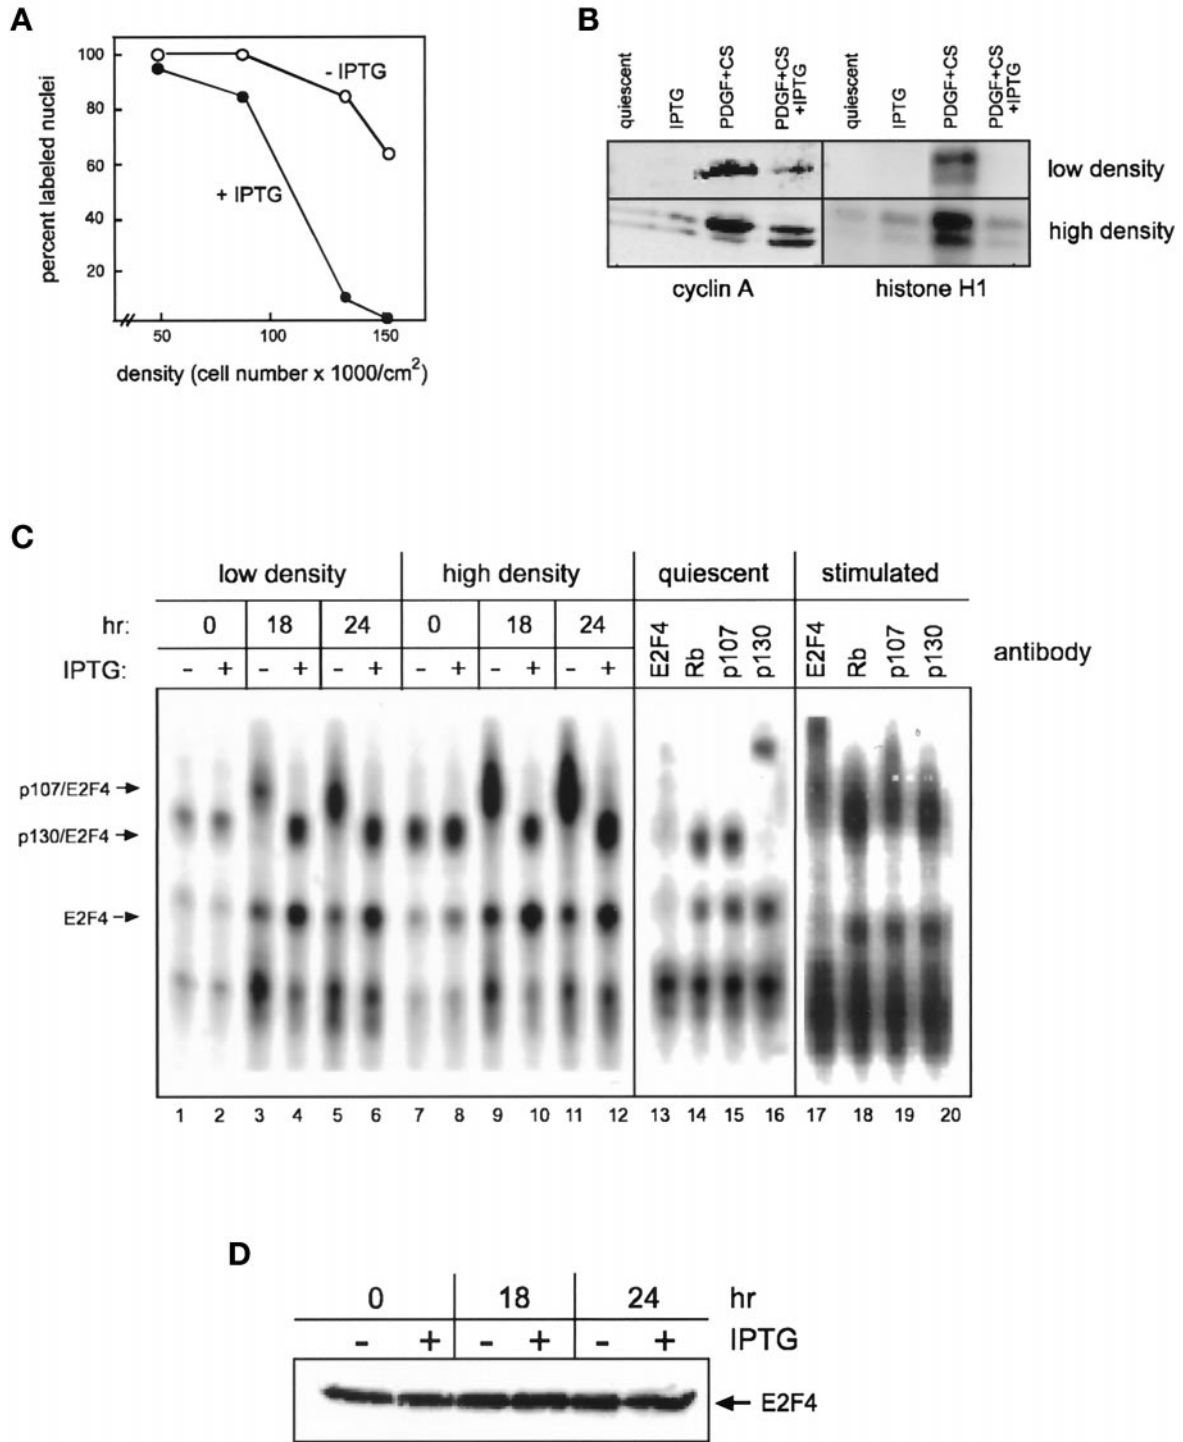 A
100
80
60
40
20
percent labeled nuclei
- IPTG
+ IPTG
50 100 150
density (cell number x 1000/cm²)
B
quiescent
IPTG
PDGF+CS
PDGF+CS
+IPTG
quiescent
IPTG
PDGF+CS
PDGF+CS
+IPTG
low density
high density
cyclin A histone H1
C
low density high density quiescent stimulated
hr: 0 18 24 0 18 24
E2F4 Rb p107 p130 E2F4 Rb p107 p130
antibody
IPTG: - + - + - + - + - + - +
p107/E2F4
p130/E2F4
E2F4
1 2 3 4 5 6 7 8 9 10 11 12 13 14 15 16 17 18 19 20
D
0 18 24 hr
- + - + - + IPTG
E2F4